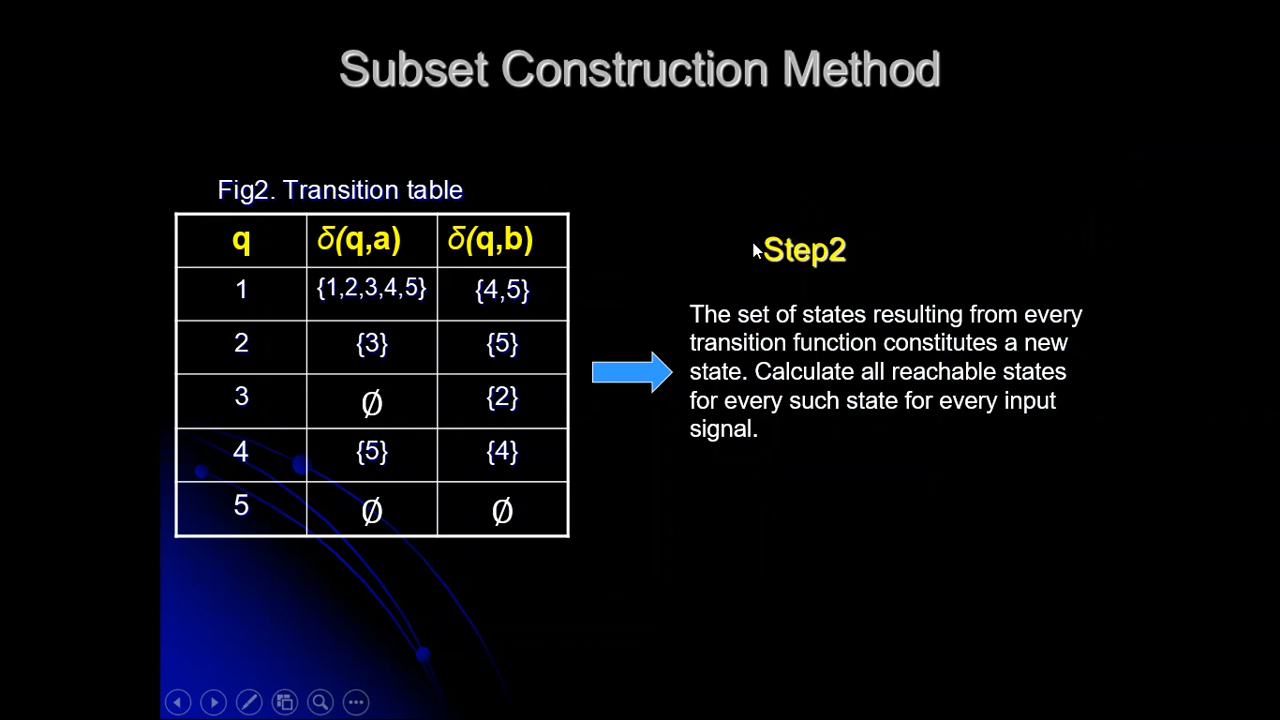 Subset Construction Method
Fig2. Transition table
q δ(q,a) δ(q,b)
1 {1,2,3,4,5} {4,5}
2 {3} {5}
3 ∅ {2}
4 {5} {4}
5 ∅ ∅
Step2
The set of states resulting from every
transition function constitutes a new
state. Calculate all reachable states
for every such state for every input
signal.